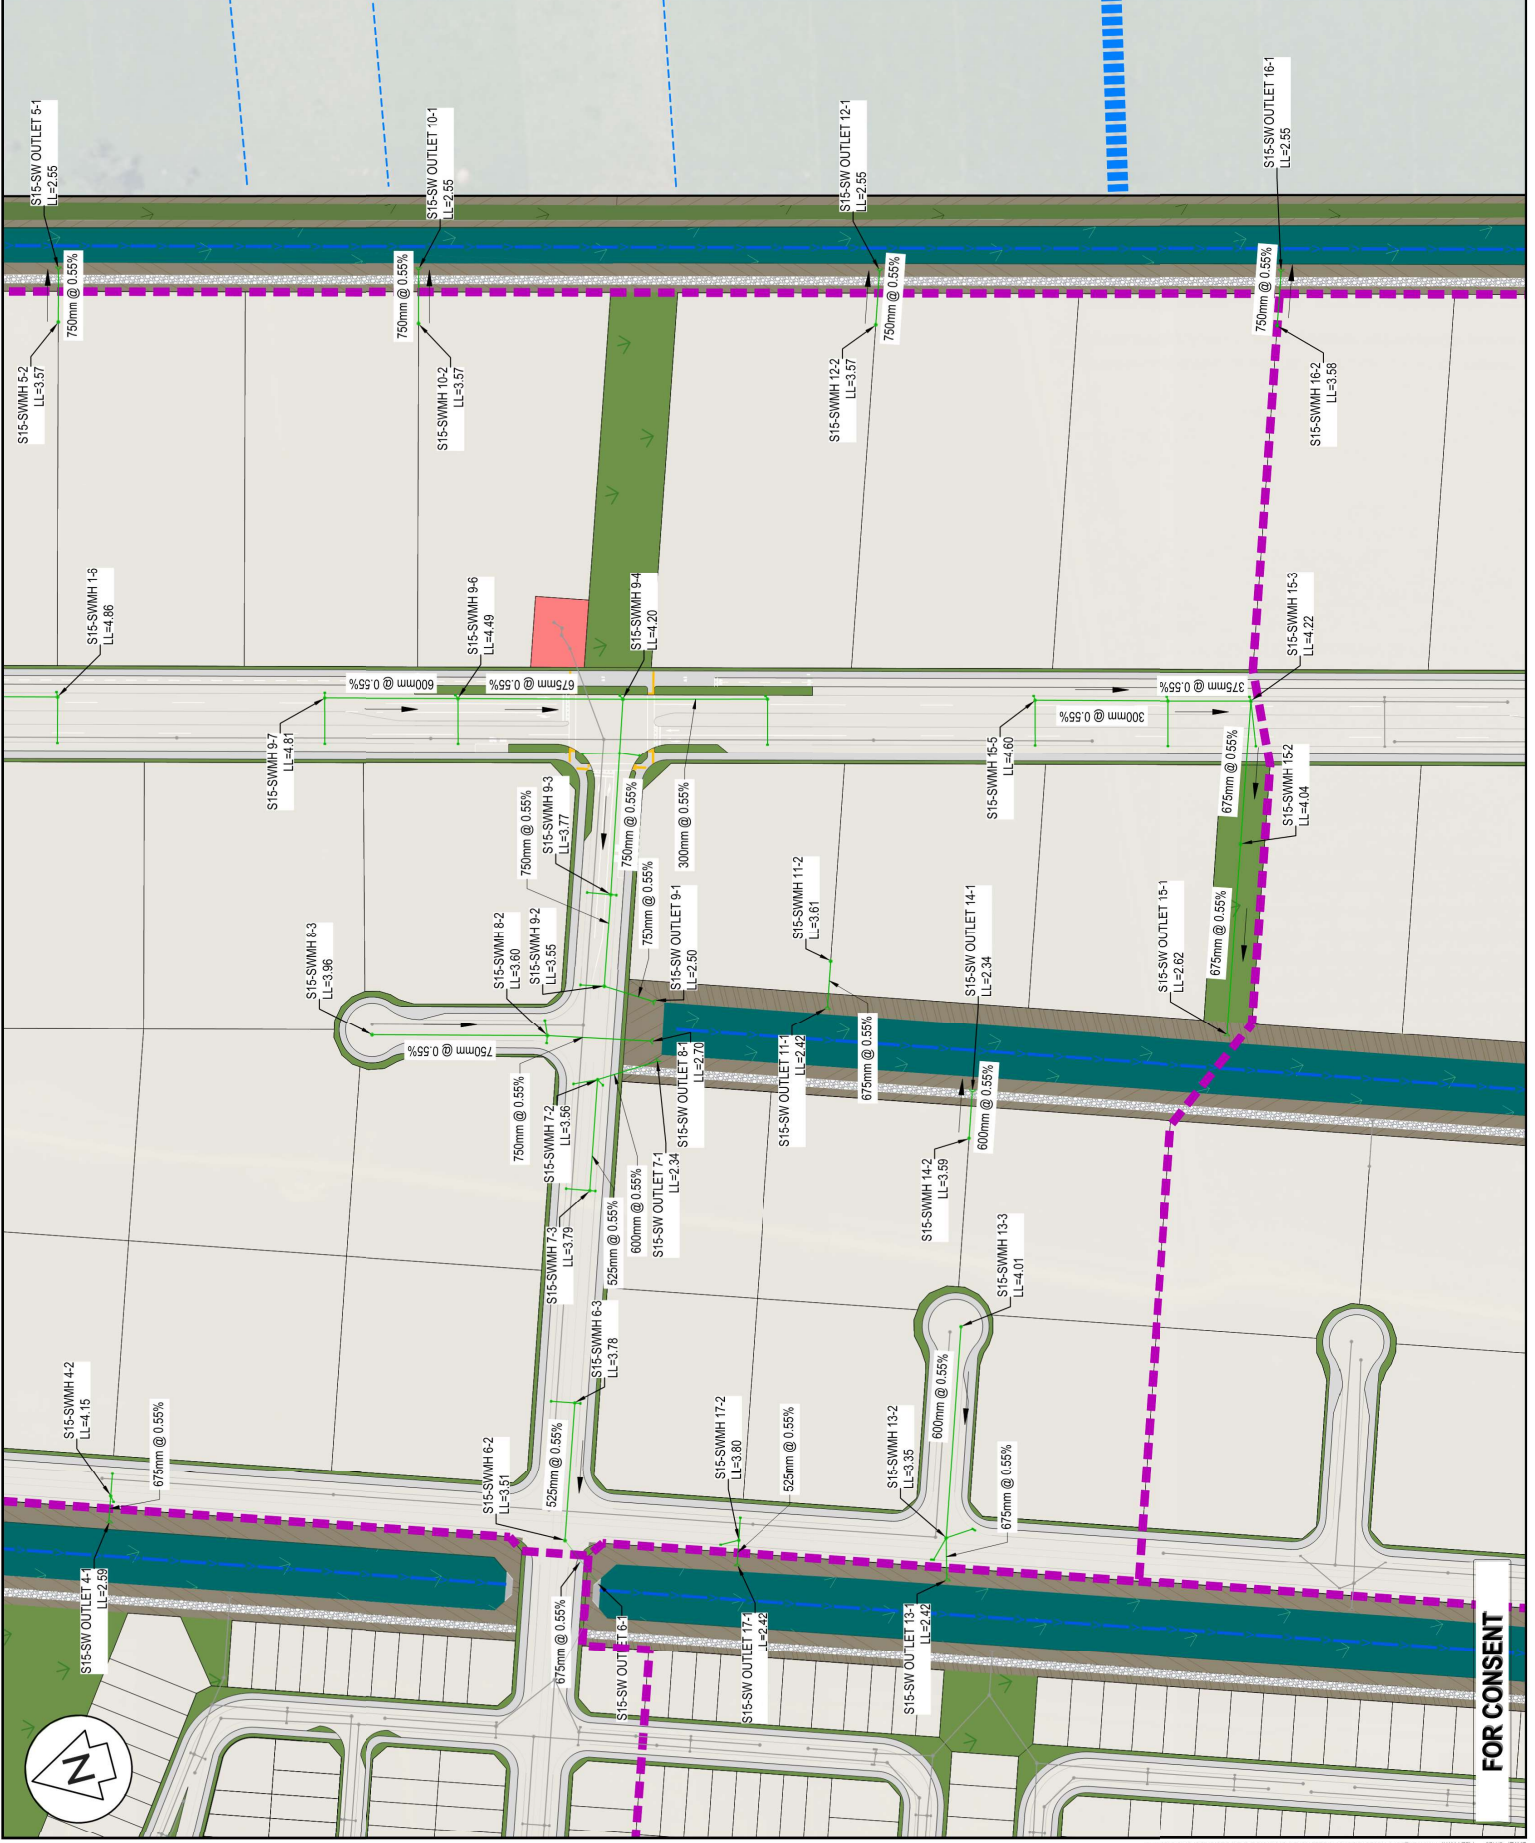 S15-SW OUTLET 5-1
LL=2.55
S15-SWMH 5-2
LL=3.57
750mm @ 0.55%
S15-SW OUTLET 10-1
LL=2.55
S15-SWMH 10-2
LL=3.57
750mm @ 0.55%
S15-SW OUTLET 12-1
LL=2.55
S15-SWMH 12-2
LL=3.57
750mm @ 0.55%
S15-SW OUTLET 16-1
LL=2.55
S15-SWMH 16-2
LL=3.58
750mm @ 0.55%
S15-SWMH 1-6
LL=4.86
S15-SWMH 9-7
LL=4.81
600mm @ 0.55%
S15-SWMH 9-6
LL=4.49
675mm @ 0.55%
S15-SWMH 9-4
LL=4.20
S15-SWMH 15-5
LL=4.60
300mm @ 0.55%
375mm @ 0.55%
S15-SWMH 15-3
LL=4.22
675mm @ 0.55%
S15-SWMH 15-2
LL=4.04
675mm @ 0.55%
S15-SW OUTLET 15-1
LL=2.62
750mm @ 0.55%
S15-SWMH 9-3
LL=3.77
750mm @ 0.55%
300mm @ 0.55%
750mm @ 0.55%
S15-SW OUTLET 9-1
LL=2.50
S15-SWMH 9-2
LL=3.55
S15-SWMH 8-2
LL=3.60
S15-SWMH 8-3
LL=3.96
750mm @ 0.55%
S15-SWMH 11-2
LL=3.61
S15-SW OUTLET 14-1
LL=2.34
S15-SW OUTLET 11-1
LL=2.42
675mm @ 0.55%
600mm @ 0.55%
S15-SWMH 14-2
LL=3.59
S15-SW OUTLET 8-1
LL=2.70
750mm @ 0.55%
S15-SWMH 7-2
LL=3.56
S15-SW OUTLET 7-1
LL=2.34
600mm @ 0.55%
525mm @ 0.55%
S15-SWMH 7-3
LL=3.79
S15-SWMH 6-3
LL=3.78
S15-SWMH 13-3
LL=4.01
600mm @ 0.55%
S15-SWMH 4-2
LL=4.15
675mm @ 0.55%
S15-SW OUTLET 4-1
LL=2.59
S15-SWMH 6-2
LL=3.51
525mm @ 0.55%
S15-SWMH 17-2
LL=3.80
525mm @ 0.55%
S15-SWMH 13-2
LL=3.35
675mm @ 0.55%
675mm @ 0.55%
S15-SW OUTLET 6-1
S15-SW OUTLET 17-1
LL=2.42
S15-SW OUTLET 13-1
LL=2.42
N
FOR CONSENT